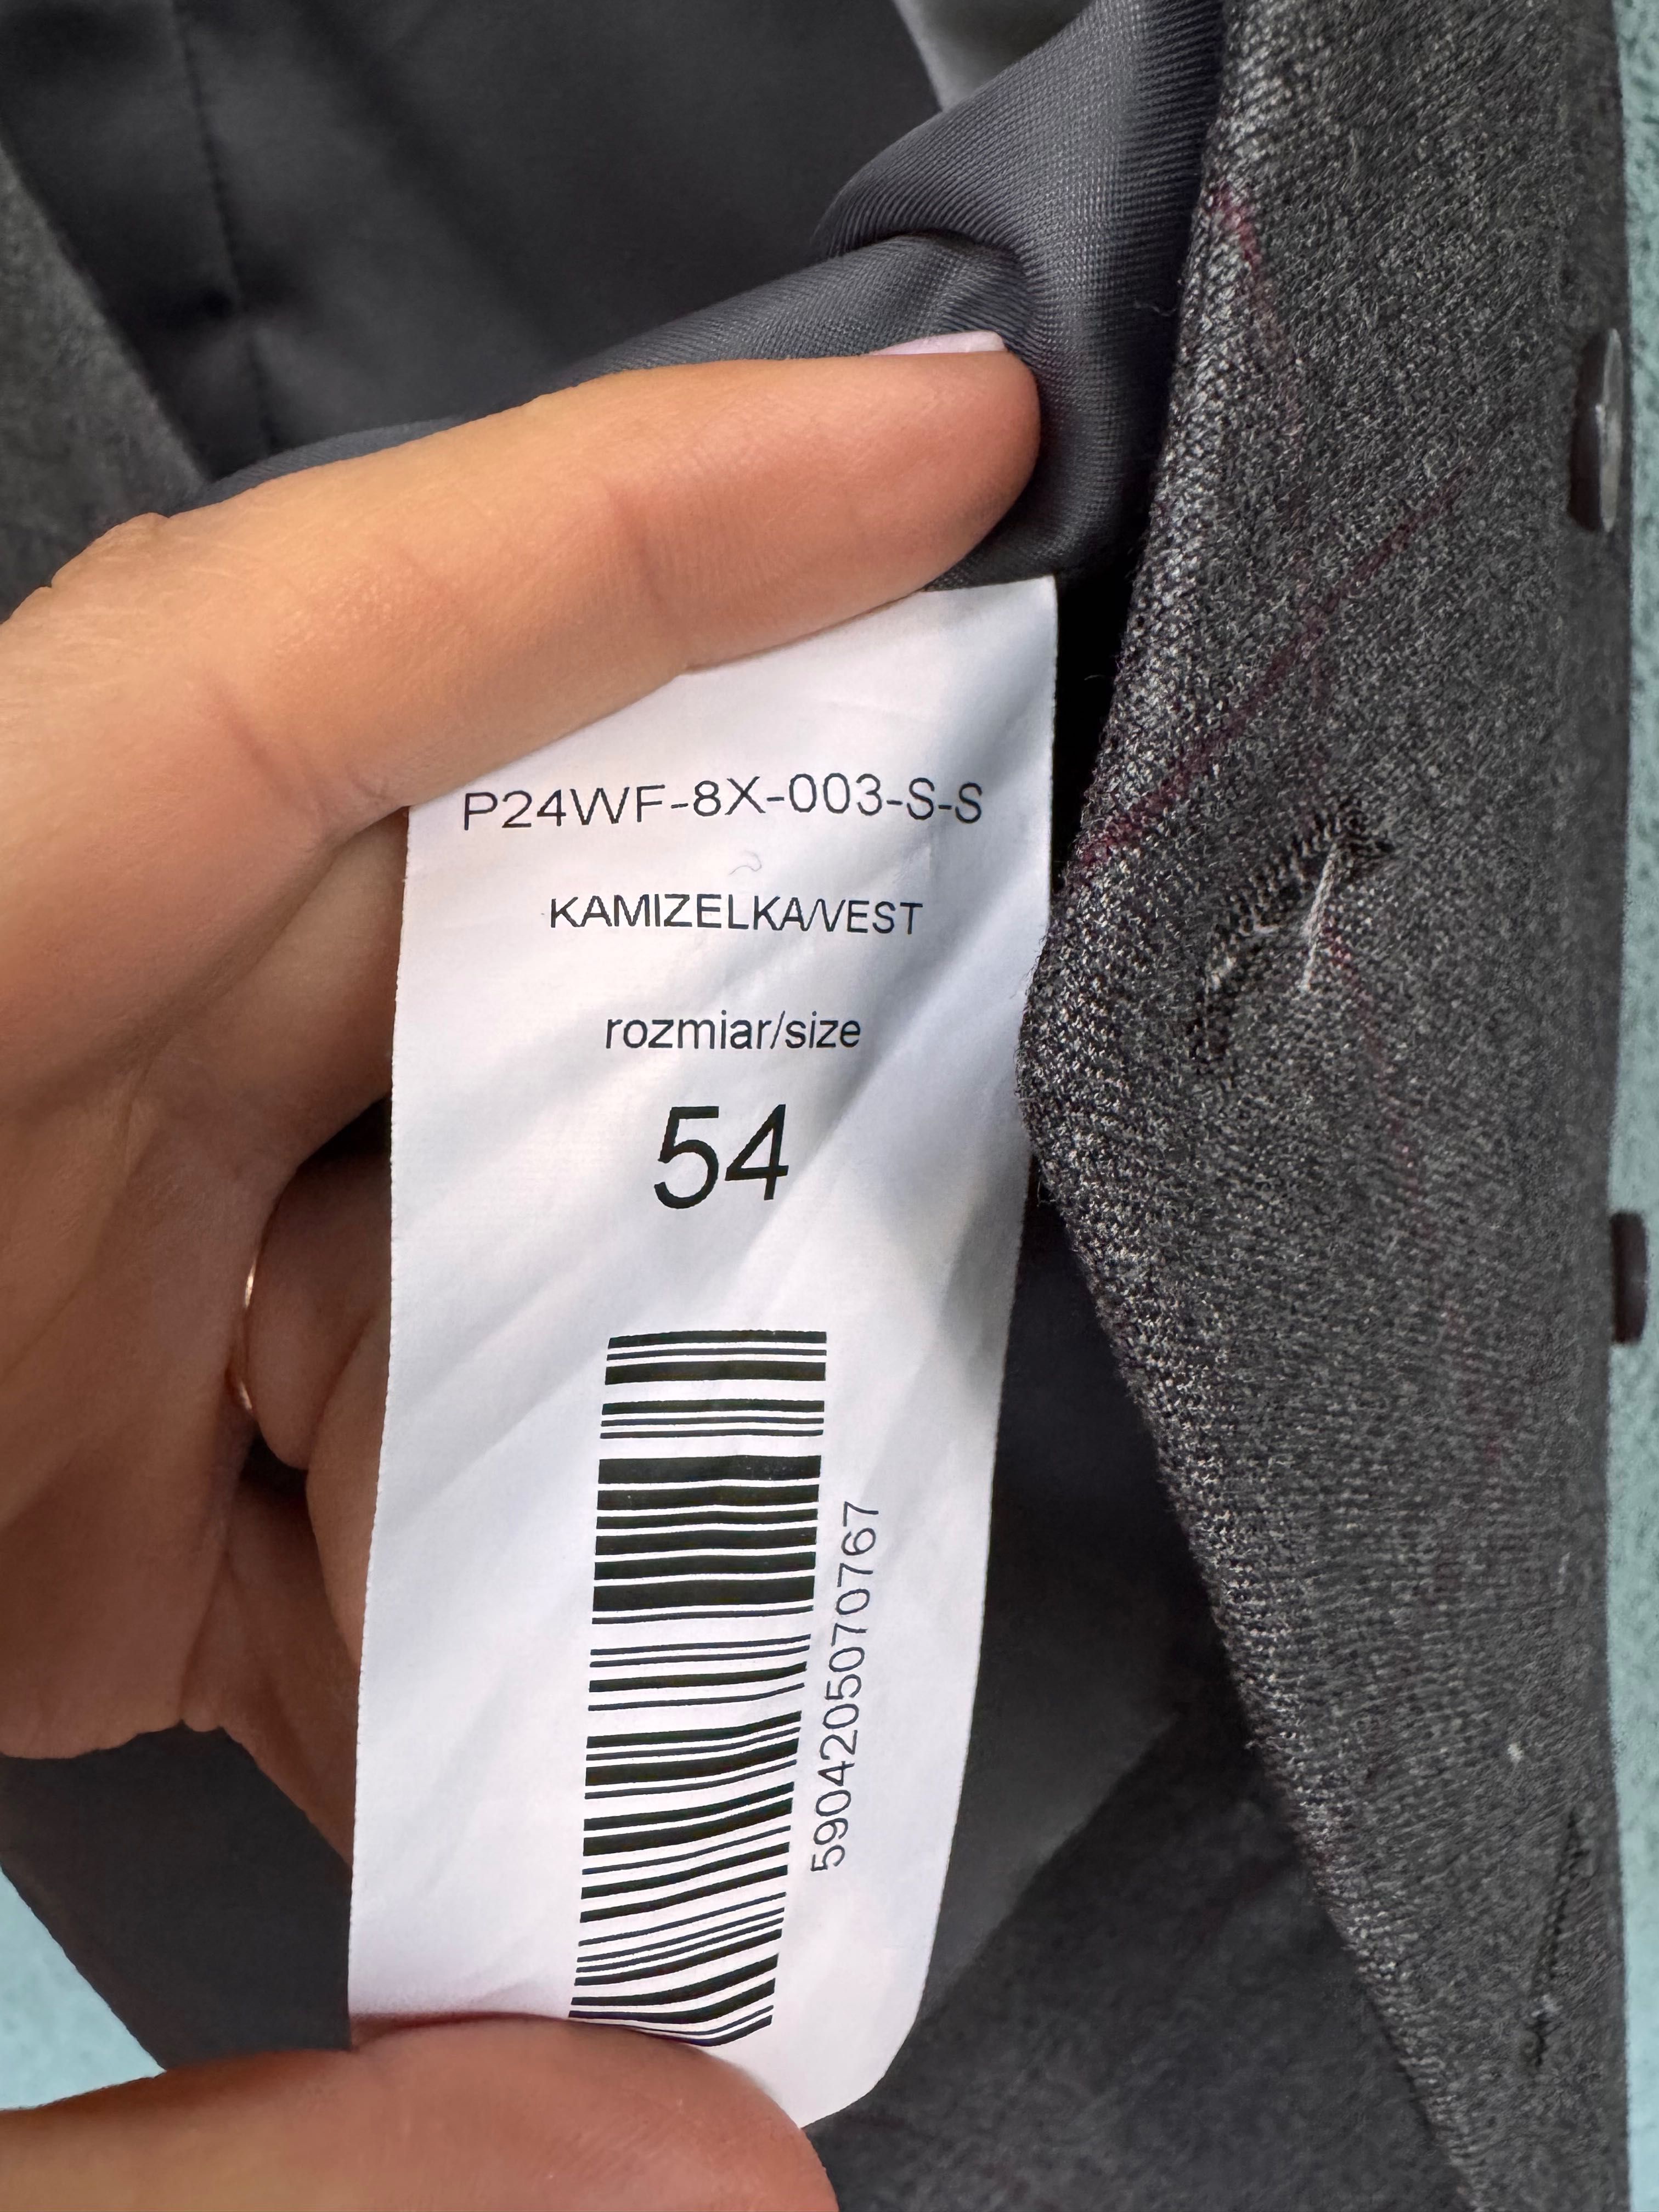 P24WF-8X-003-S-S
KAMIZELKA/VEST
rozmiar/size
54
5904205070767